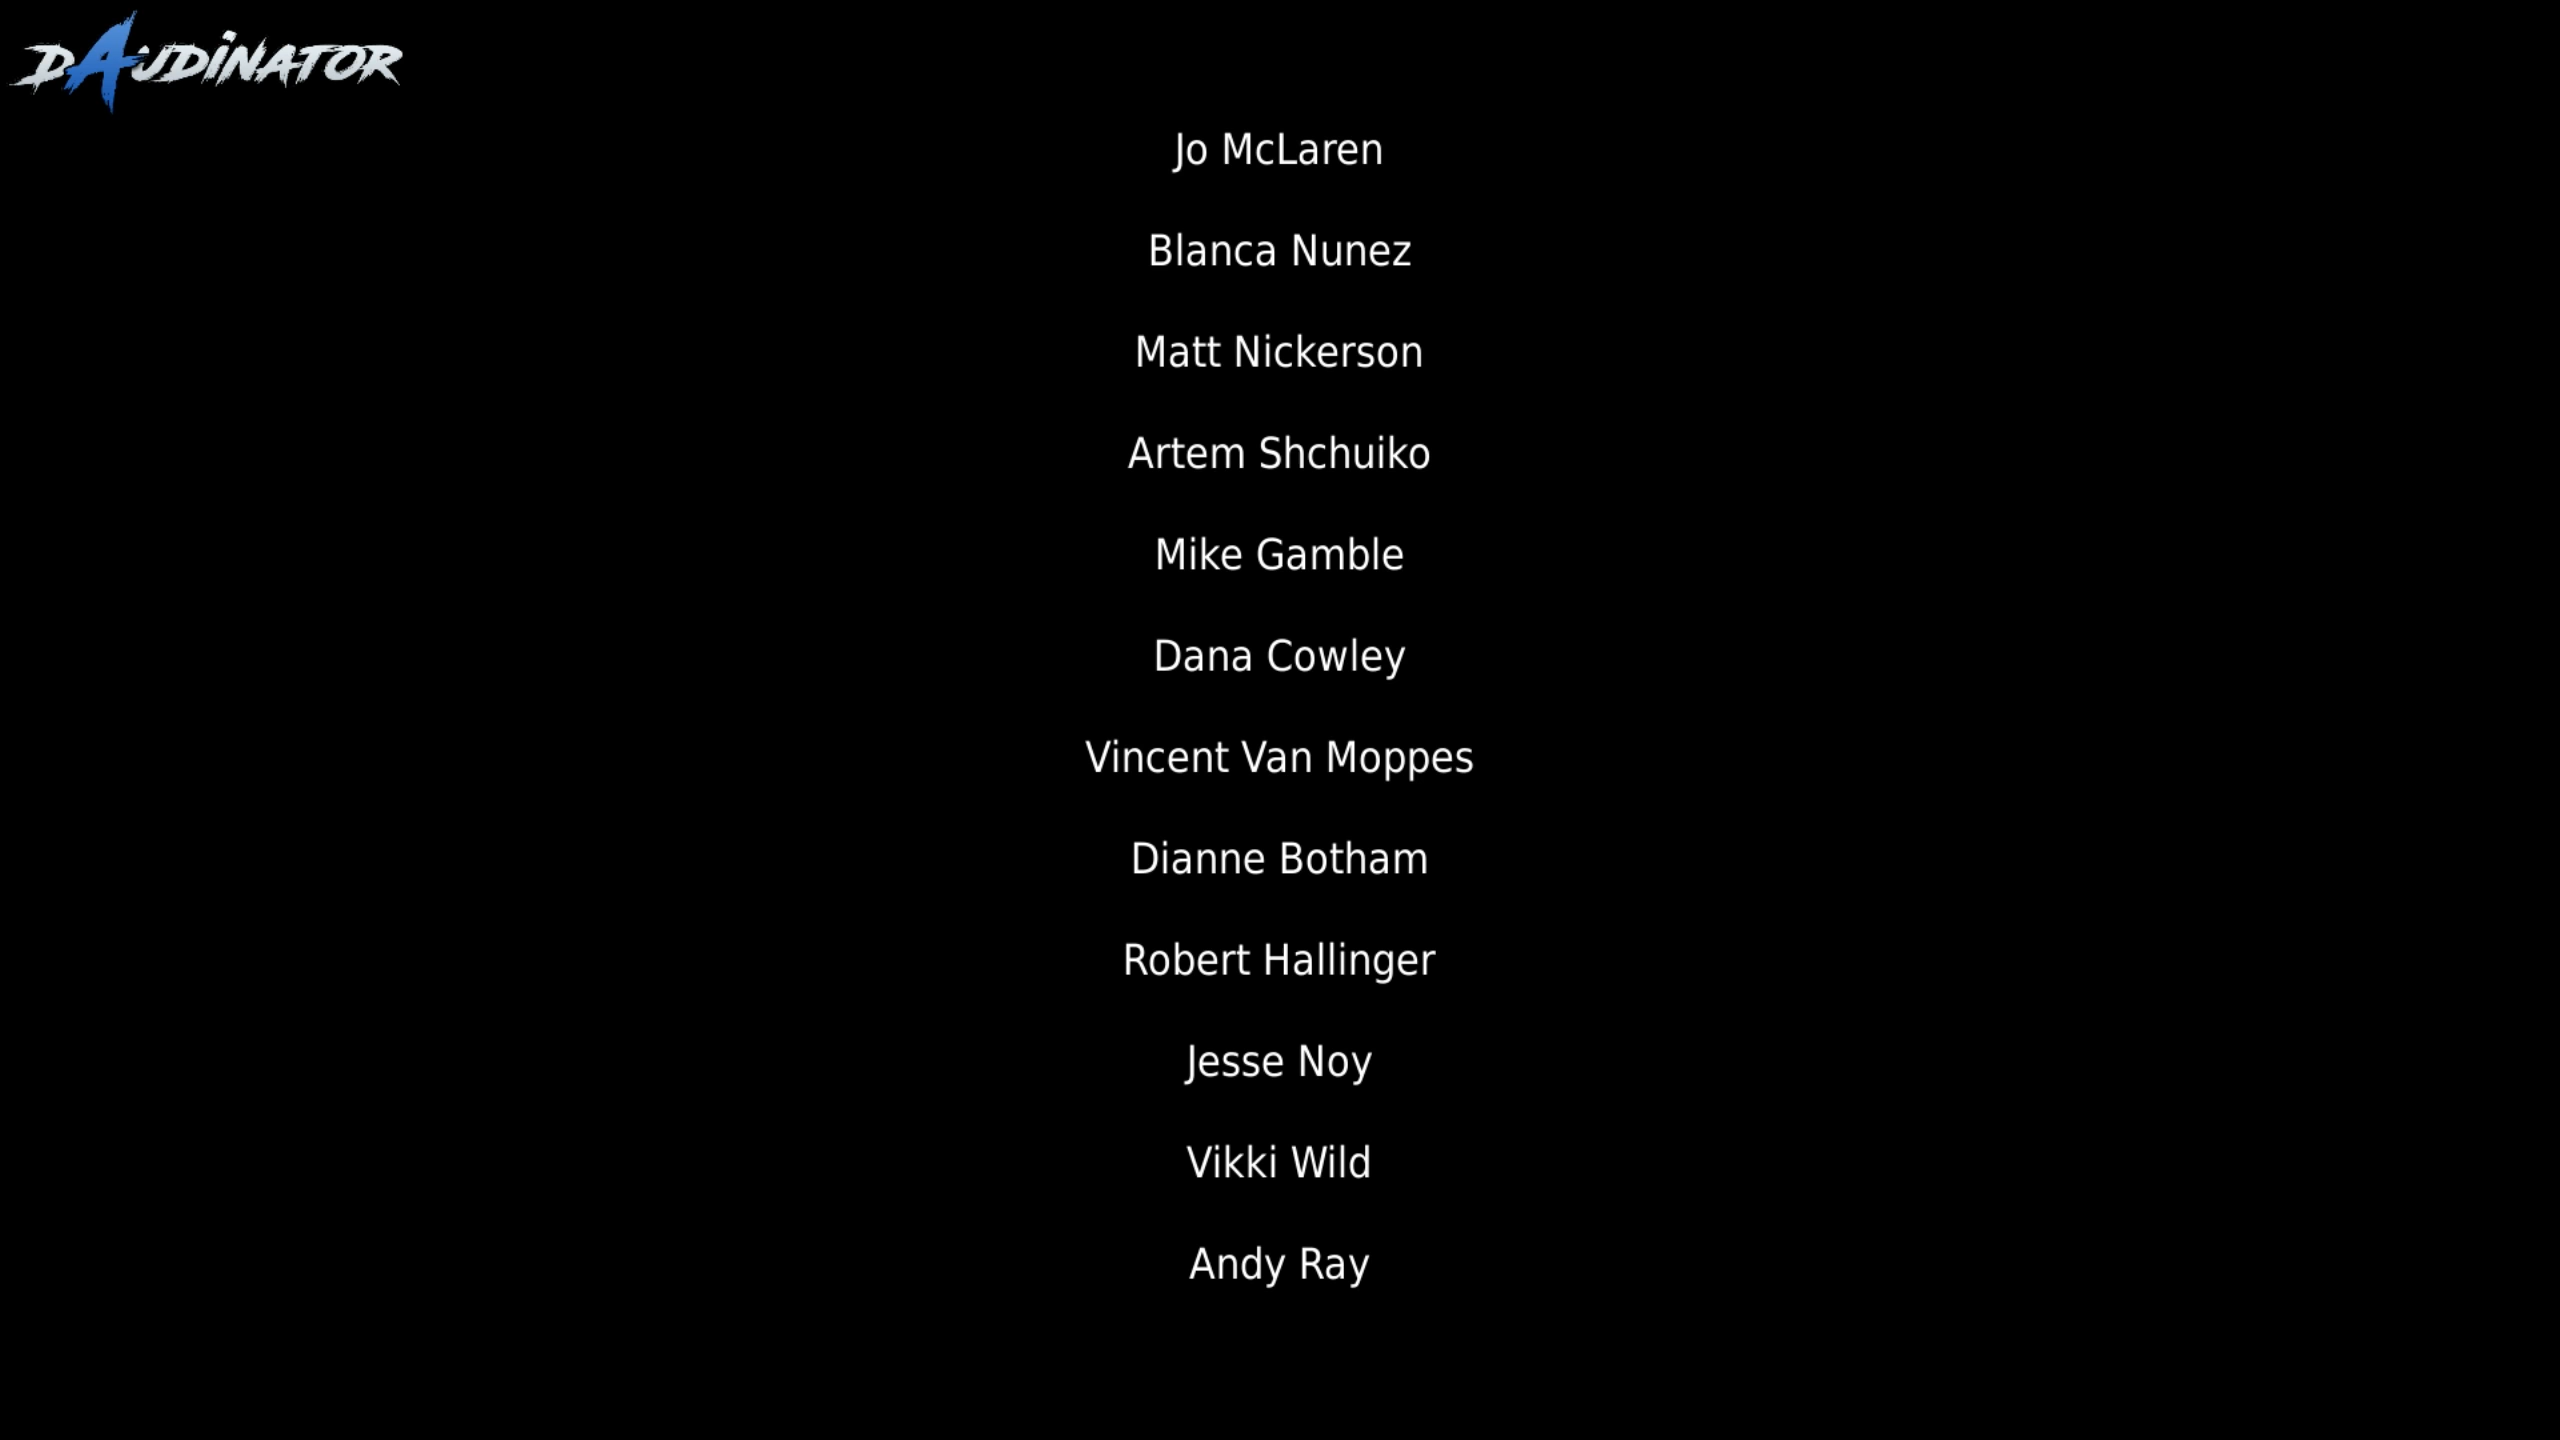 DAUDINATOR
Jo McLaren
Blanca Nunez
Matt Nickerson
Artem Shchuiko
Mike Gamble
Dana Cowley
Vincent Van Moppes
Dianne Botham
Robert Hallinger
Jesse Noy
Vikki Wild
Andy Ray